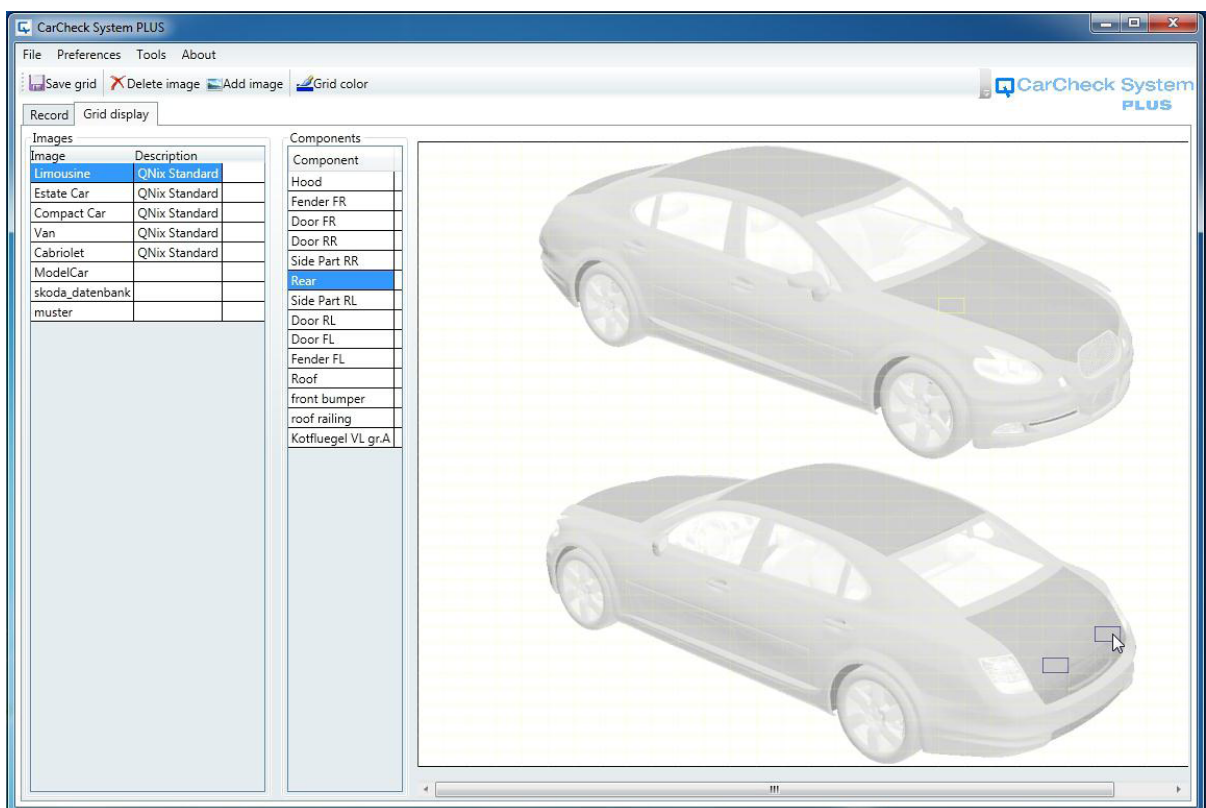 CarCheck System PLUS
File Preferences Tools About
Save grid Delete image Add image Grid color
CarCheck System
PLUS
Record Grid display
Images
Image Description
Limousine QNix Standard
Estate Car QNix Standard
Compact Car QNix Standard
Van QNix Standard
Cabriolet QNix Standard
ModelCar
skoda_datenbank
muster
Components
Component
Hood
Fender FR
Door FR
Door RR
Side Part RR
Rear
Side Part RL
Door RL
Door FL
Fender FL
Roof
front bumper
roof railing
Kotfluegel VL gr.A